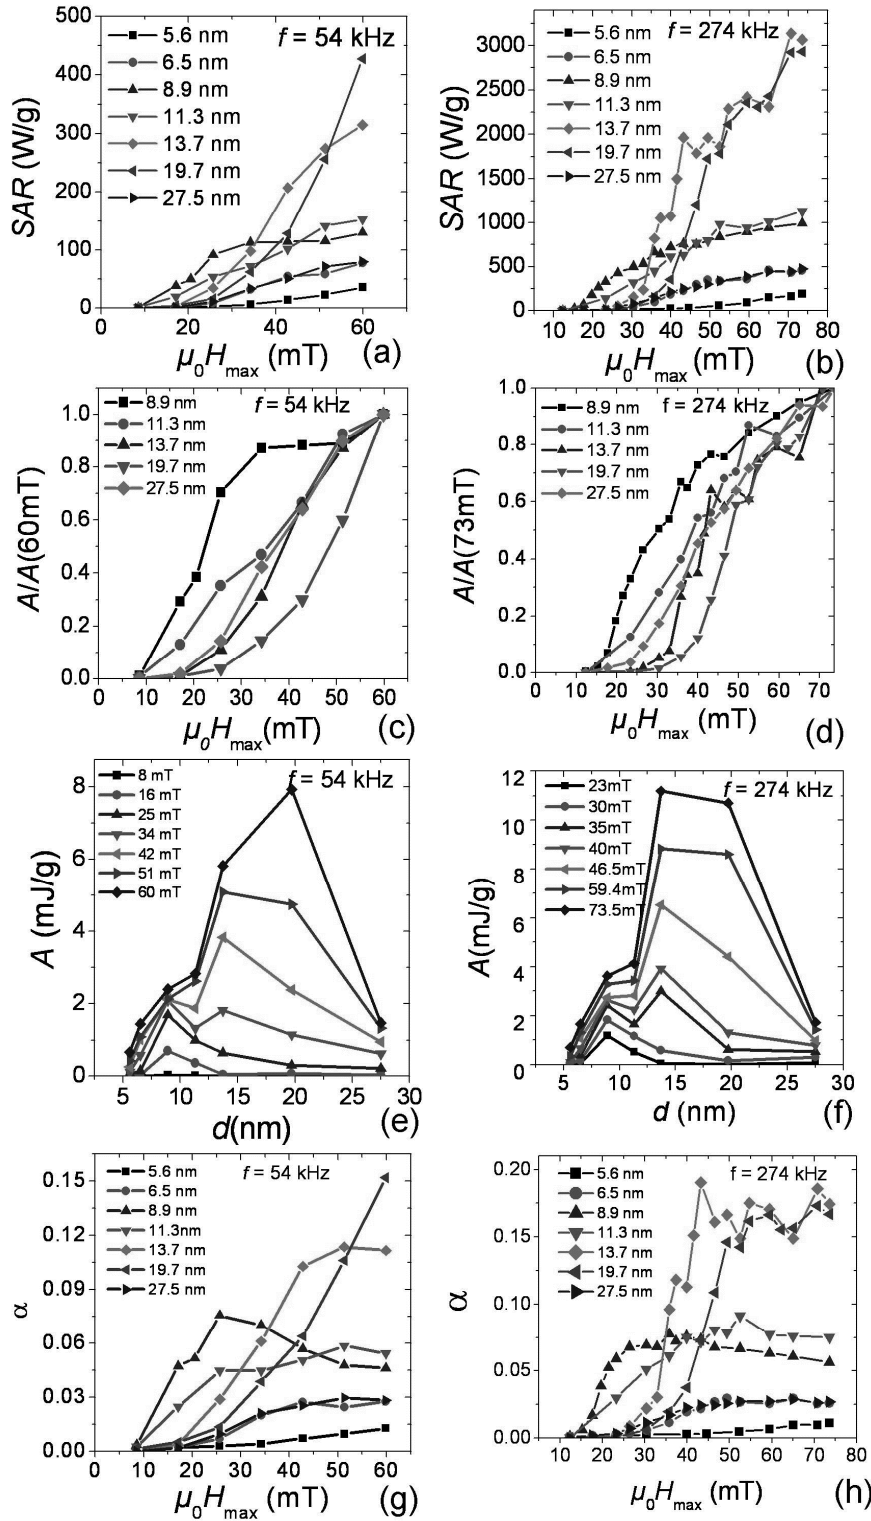 SAR (W/g)
500
400
300
200
100
0
5.6 nm
6.5 nm
8.9 nm
11.3 nm
13.7 nm
19.7 nm
27.5 nm
f = 54 kHz
0 10 20 30 40 50 60 70
μ₀Hmax (mT) (a)
SAR (W/g)
3000
2500
2000
1500
1000
500
0
5.6 nm
6.5 nm
8.9 nm
11.3 nm
13.7 nm
19.7 nm
27.5 nm
f = 274 kHz
10 20 30 40 50 60 70 80
μ₀Hmax (mT) (b)
A/A(60mT)
1.0
0.8
0.6
0.4
0.2
0.0
8.9 nm
11.3 nm
13.7 nm
19.7 nm
27.5 nm
f = 54 kHz
0 10 20 30 40 50 60 70
μ₀Hmax(mT) (c)
A/A(73mT)
1.0
0.8
0.6
0.4
0.2
0.0
8.9 nm
11.3 nm
13.7 nm
19.7 nm
27.5 nm
f = 274 kHz
0 10 20 30 40 50 60 70
μ₀Hmax(mT) (d)
A (mJ/g)
8
6
4
2
0
8 mT
16 mT
25 mT
34 mT
42 mT
51 mT
60 mT
f = 54 kHz
5 10 15 20 25 30
d(nm) (e)
A(mJ/g)
12
10
8
6
4
2
0
23mT
30mT
35mT
40mT
46.5mT
59.4mT
73.5mT
f = 274 kHz
5 10 15 20 25 30
d (nm) (f)
α
0.15
0.12
0.09
0.06
0.03
0.00
5.6 nm
6.5 nm
8.9 nm
11.3nm
13.7 nm
19.7 nm
27.5 nm
f = 54 kHz
0 10 20 30 40 50 60
μ₀Hmax (mT) (g)
α
0.20
0.15
0.10
0.05
0.00
5.6 nm
6.5 nm
8.9 nm
11.3 nm
13.7 nm
19.7 nm
27.5 nm
f = 274 kHz
10 20 30 40 50 60 70 80
μ₀Hmax (mT) (h)